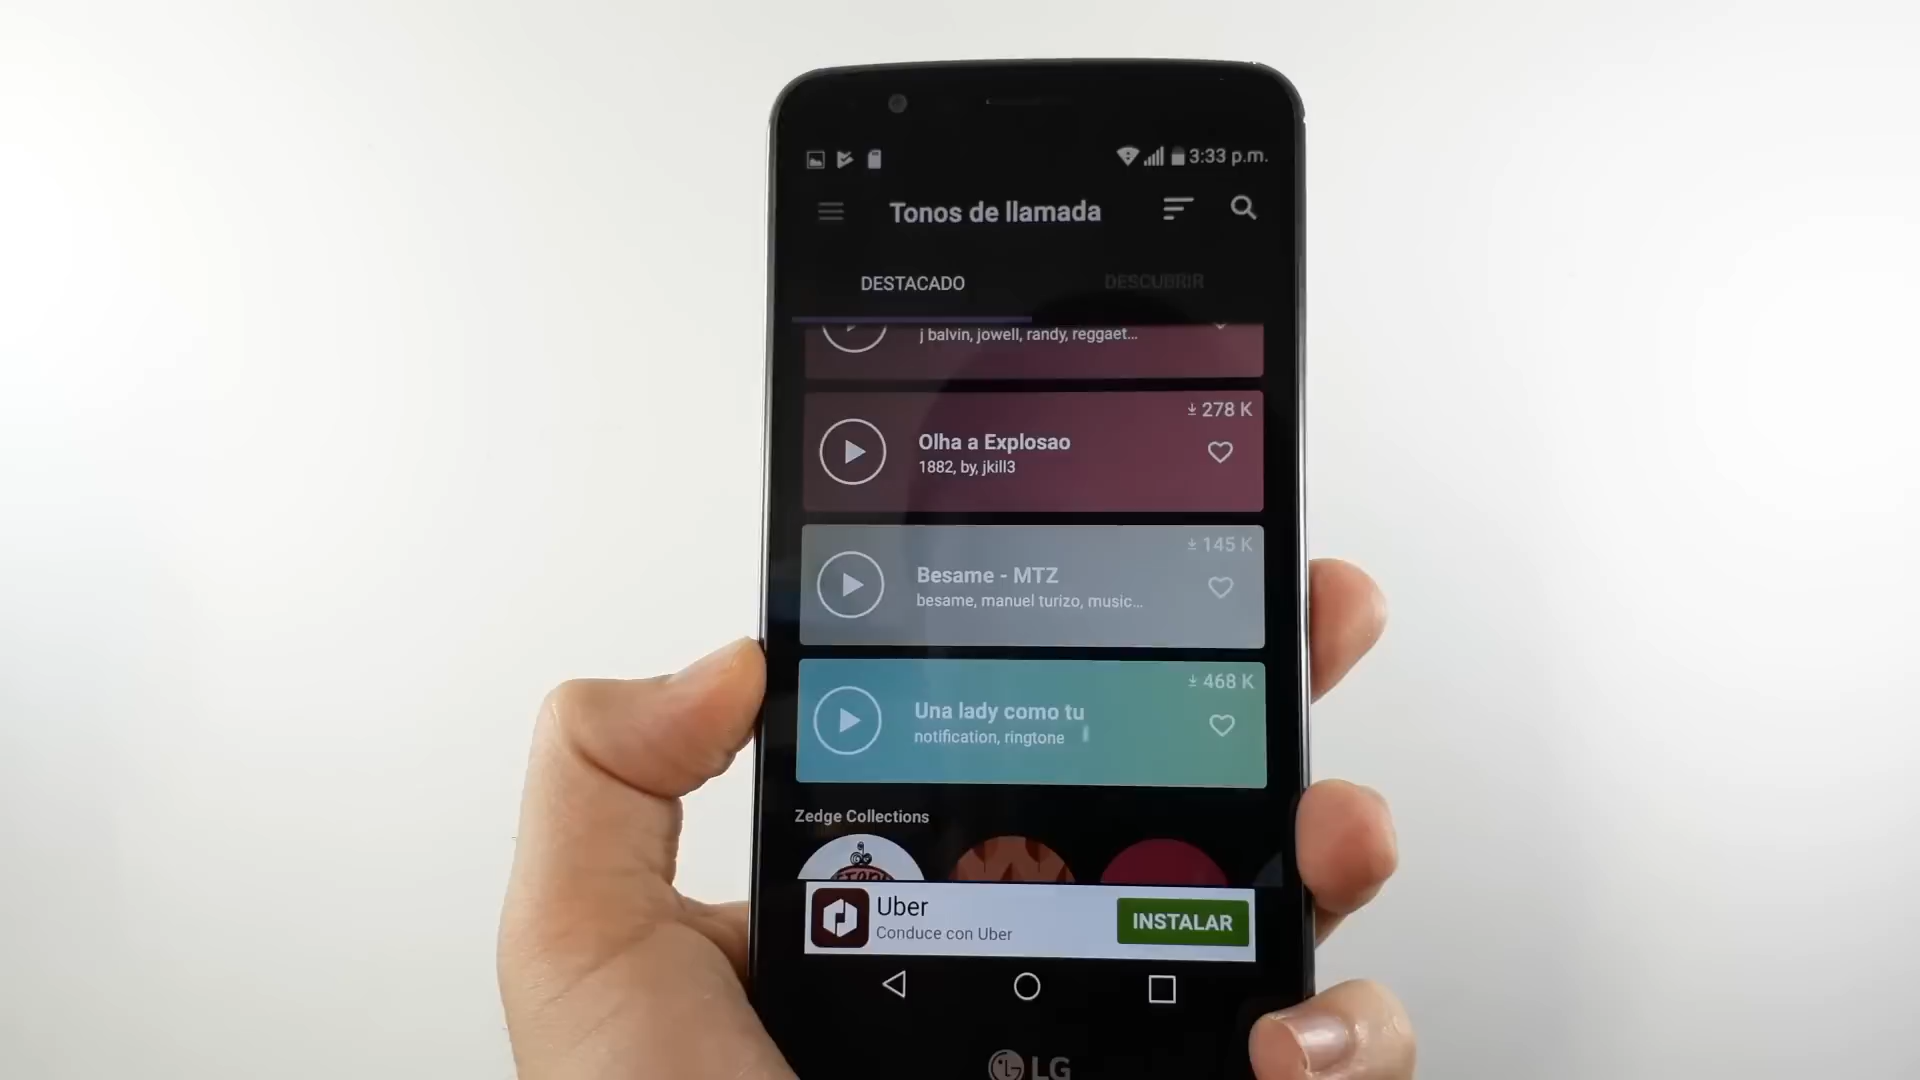 3:33 p.m.
Tonos de llamada
DESTACADO
DESCUBRIR
j balvin, jowell, randy, reggaet...
278 K
Olha a Explosao
1882, by, jkill3
145 K
Besame - MTZ
besame, manuel turizo, music...
468 K
Una lady como tu
notification, ringtone
Zedge Collections
Uber
Conduce con Uber
INSTALAR
LG